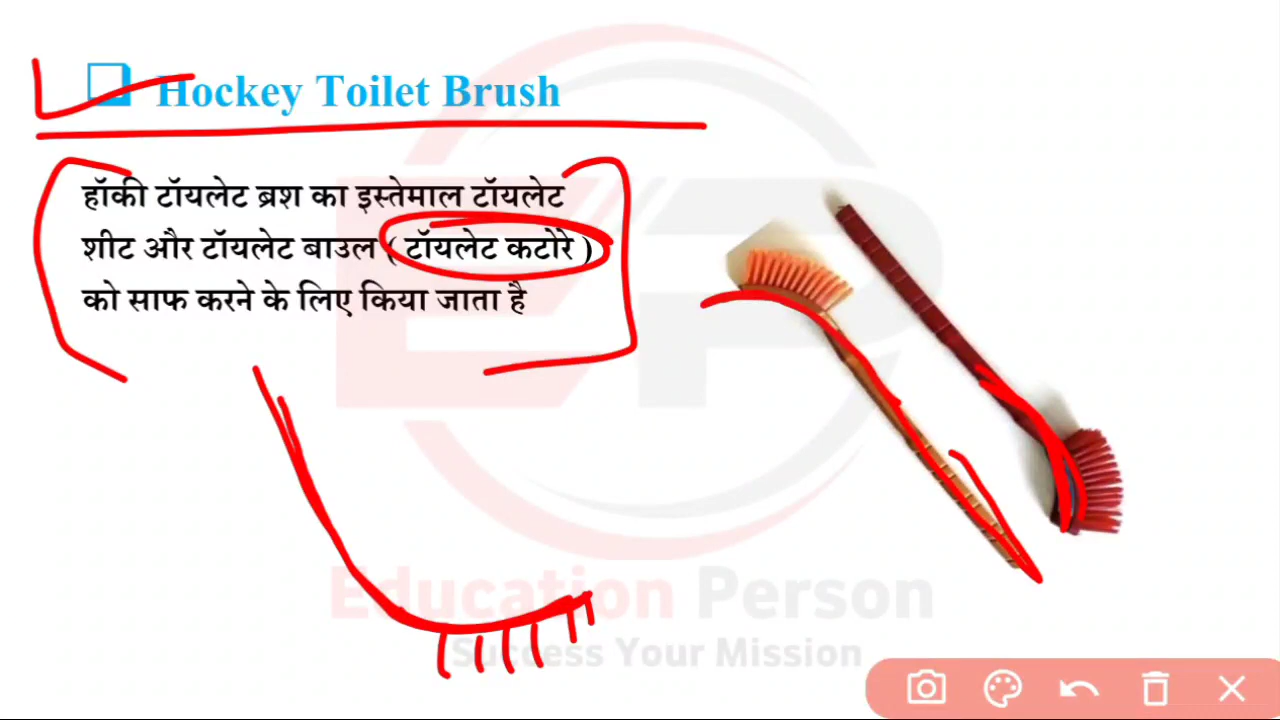 Hockey Toilet Brush
हॉकी टॉयलेट ब्रश का इस्तेमाल टॉयलेट
शीट और टॉयलेट बाउल ( टॉयलेट कटोरे )
को साफ करने के लिए किया जाता है
Education Person
Success Your Mission